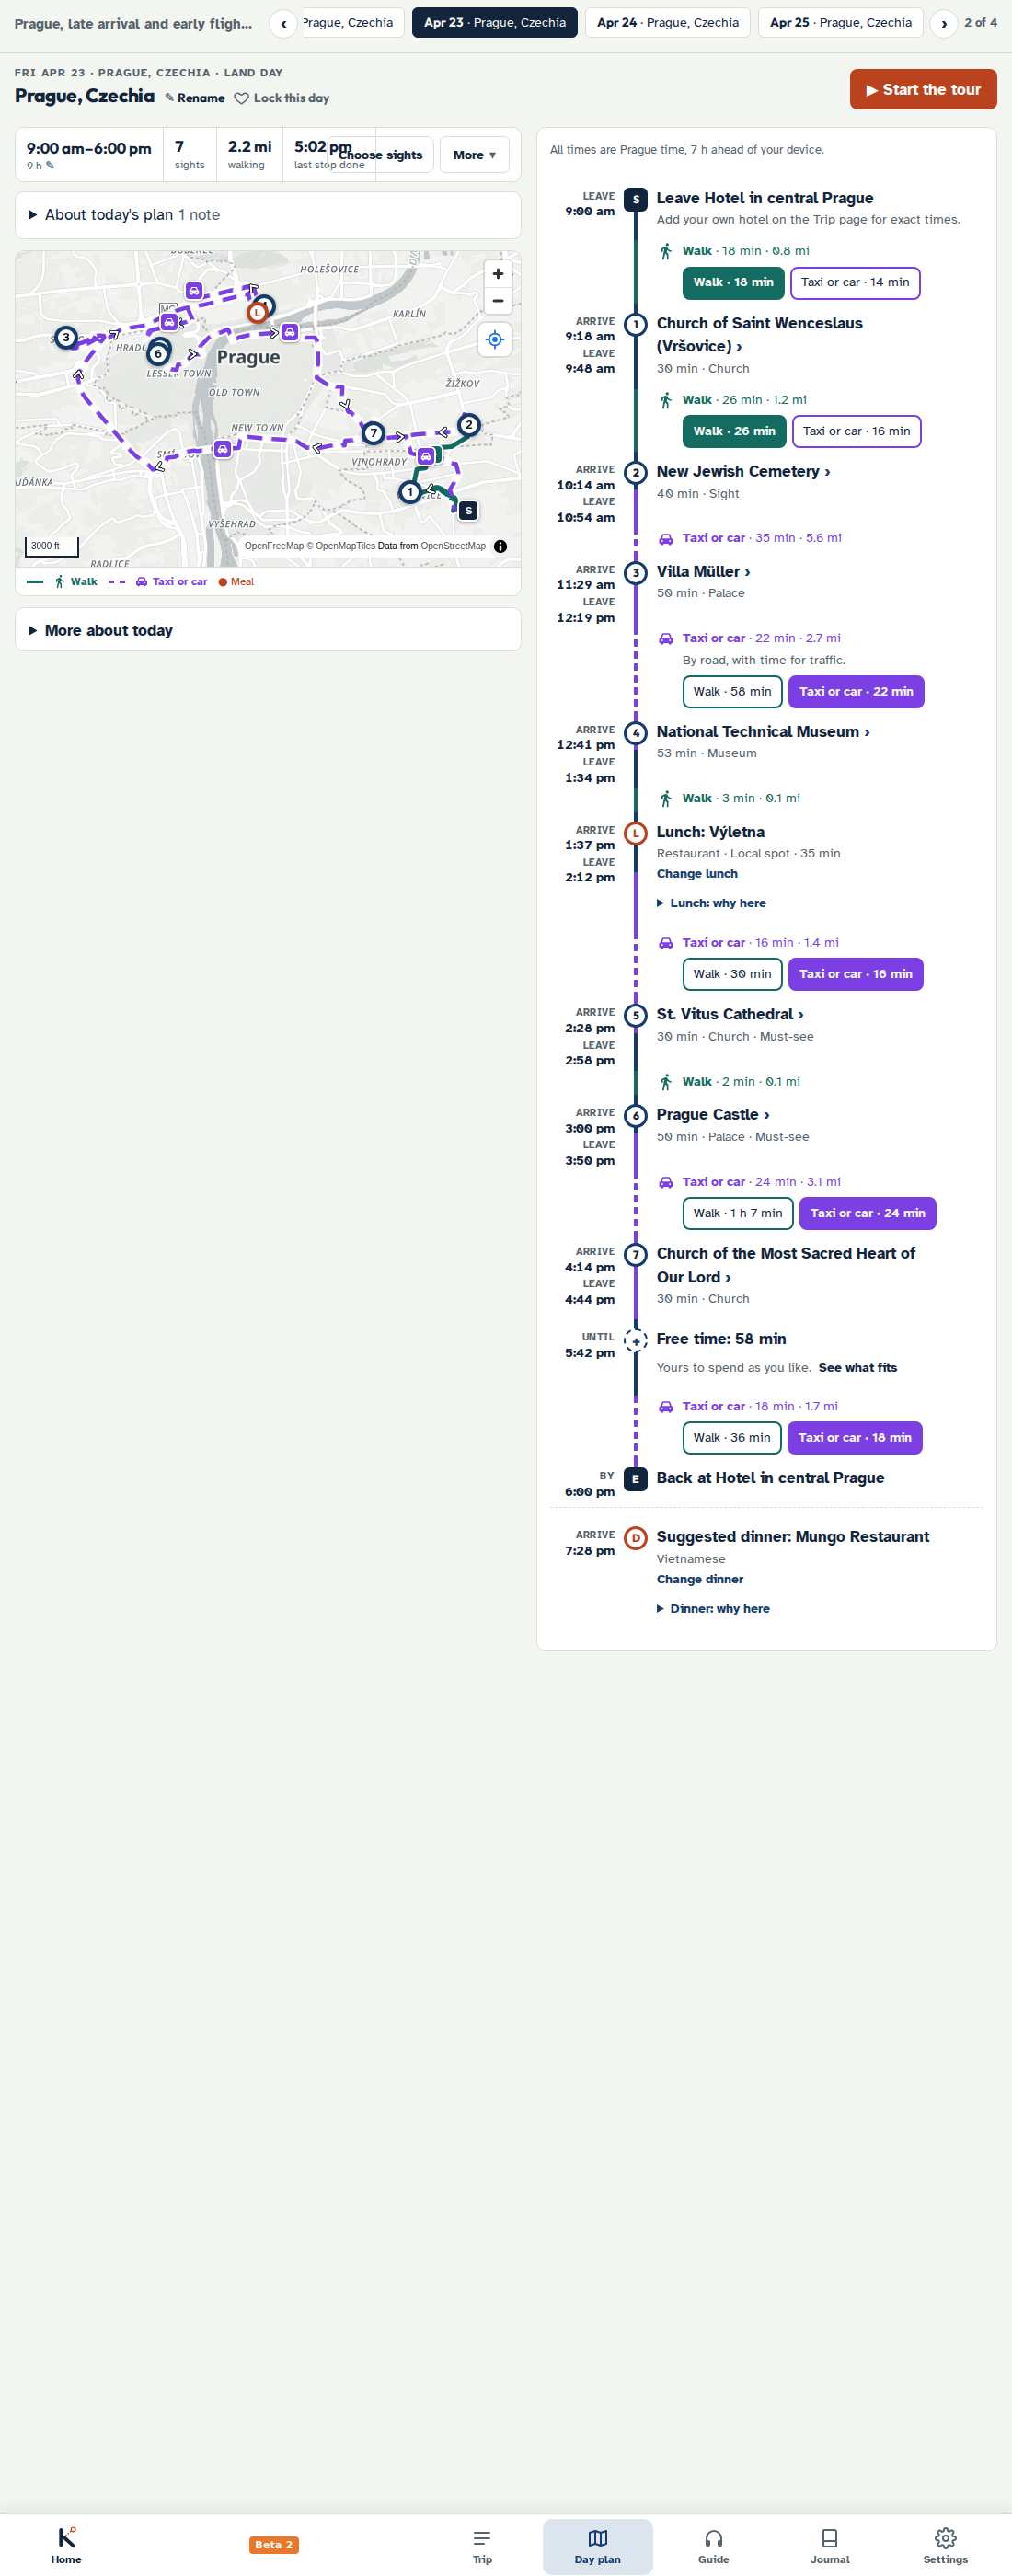 Prague, late arrival and early fligh...
‹
Prague, Czechia
Apr 23 · Prague, Czechia
Apr 24 · Prague, Czechia
Apr 25 · Prague, Czechia
›
2 of 4
FRI APR 23 · PRAGUE, CZECHIA · LAND DAY
Prague, Czechia
✎ Rename
Lock this day
▶ Start the tour
9:00 am–6:00 pm
9 h ✎
7
sights
2.2 mi
walking
5:02 pm
last stop done
Choose sights
More ▼
▶ About today's plan 1 note
HOLEŠOVICE
KARLÍN
Prague
LESSER TOWN
OLD TOWN
ŽIŽKOV
NEW TOWN
VINOHRADY
VYŠEHRAD
RADLICE
+
−
3
6
L
2
7
1
S
3000 ft
OpenFreeMap © OpenMapTiles Data from OpenStreetMap
Walk
Taxi or car
Meal
▶ More about today
All times are Prague time, 7 h ahead of your device.
LEAVE
9:00 am
S
Leave Hotel in central Prague
Add your own hotel on the Trip page for exact times.
Walk · 18 min · 0.8 mi
Walk · 18 min
Taxi or car · 14 min
ARRIVE
9:18 am
LEAVE
9:48 am
1
Church of Saint Wenceslaus
(Vršovice) ›
30 min · Church
Walk · 26 min · 1.2 mi
Walk · 26 min
Taxi or car · 16 min
ARRIVE
10:14 am
LEAVE
10:54 am
2
New Jewish Cemetery ›
40 min · Sight
Taxi or car · 35 min · 5.6 mi
ARRIVE
11:29 am
LEAVE
12:19 pm
3
Villa Müller ›
50 min · Palace
Taxi or car · 22 min · 2.7 mi
By road, with time for traffic.
Walk · 58 min
Taxi or car · 22 min
ARRIVE
12:41 pm
LEAVE
1:34 pm
4
National Technical Museum ›
53 min · Museum
Walk · 3 min · 0.1 mi
ARRIVE
1:37 pm
LEAVE
2:12 pm
L
Lunch: Výletna
Restaurant · Local spot · 35 min
Change lunch
▶ Lunch: why here
Taxi or car · 16 min · 1.4 mi
Walk · 30 min
Taxi or car · 16 min
ARRIVE
2:28 pm
LEAVE
2:58 pm
5
St. Vitus Cathedral ›
30 min · Church · Must-see
Walk · 2 min · 0.1 mi
ARRIVE
3:00 pm
LEAVE
3:50 pm
6
Prague Castle ›
50 min · Palace · Must-see
Taxi or car · 24 min · 3.1 mi
Walk · 1 h 7 min
Taxi or car · 24 min
ARRIVE
4:14 pm
LEAVE
4:44 pm
7
Church of the Most Sacred Heart of
Our Lord ›
30 min · Church
UNTIL
5:42 pm
+
Free time: 58 min
Yours to spend as you like. See what fits
Taxi or car · 18 min · 1.7 mi
Walk · 36 min
Taxi or car · 18 min
BY
6:00 pm
E
Back at Hotel in central Prague
ARRIVE
7:28 pm
D
Suggested dinner: Mungo Restaurant
Vietnamese
Change dinner
▶ Dinner: why here
Home
Beta 2
Trip
Day plan
Guide
Journal
Settings